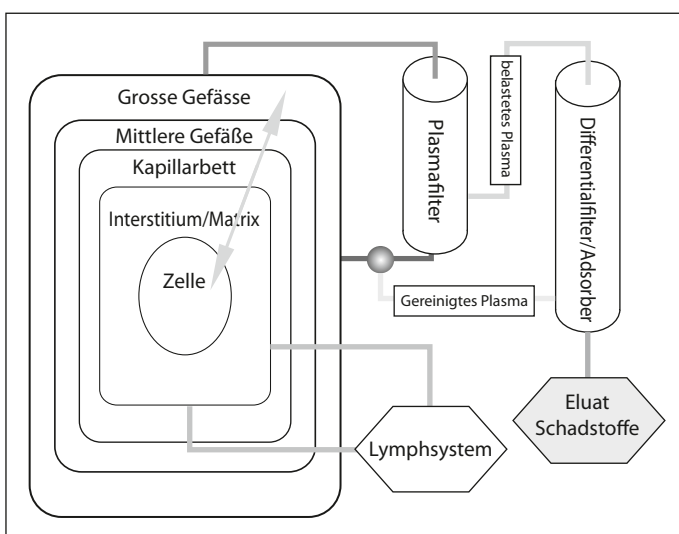 Grosse Gefässe
Mittlere Gefäße
Kapillarbett
Interstitium/Matrix
Zelle
Plasmafilter
belastetes Plasma
Differentialfilter/Adsorber
Gereinigtes Plasma
Lymphsystem
Eluat
Schadstoffe